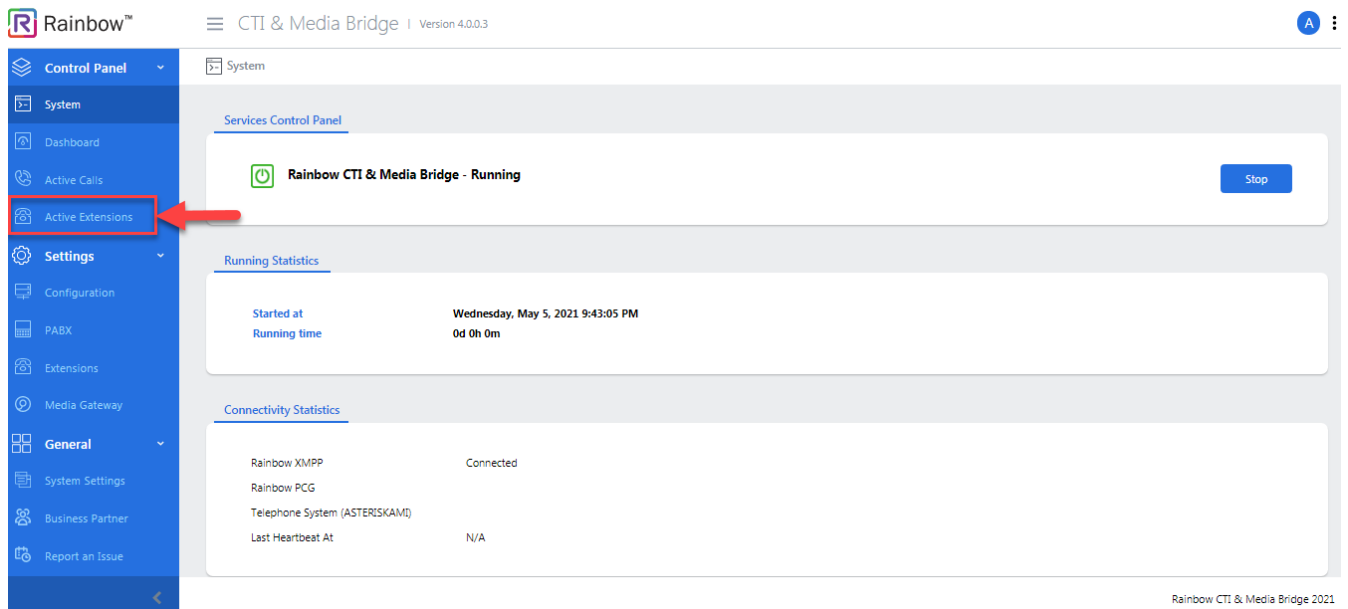 Rainbow™
CTI & Media Bridge | Version 4.0.0.3
A
Control Panel
System
Dashboard
Active Calls
Active Extensions
Settings
Configuration
PABX
Extensions
Media Gateway
General
System Settings
Business Partner
Report an Issue
System
Services Control Panel
Rainbow CTI & Media Bridge - Running
Stop
Running Statistics
Started at Wednesday, May 5, 2021 9:43:05 PM
Running time 0d 0h 0m
Connectivity Statistics
Rainbow XMPP Connected
Rainbow PCG
Telephone System (ASTERISKAMI)
Last Heartbeat At N/A
Rainbow CTI & Media Bridge 2021